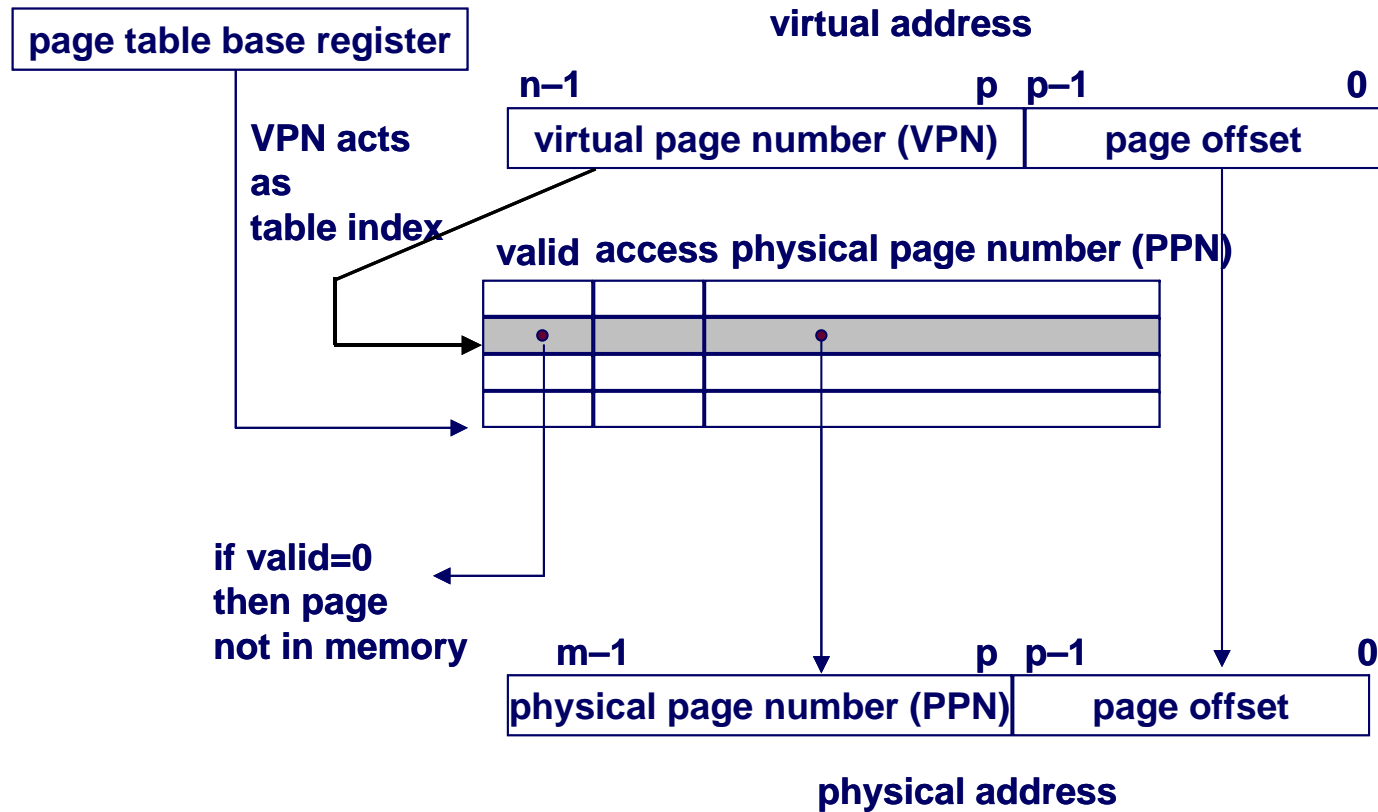 virtual address
page table base register
n–1 p p–1 0
VPN acts
as
table index
virtual page number (VPN) page offset
valid access physical page number (PPN)
if valid=0
then page
not in memory
m–1 p p–1 0
physical page number (PPN) page offset
physical address